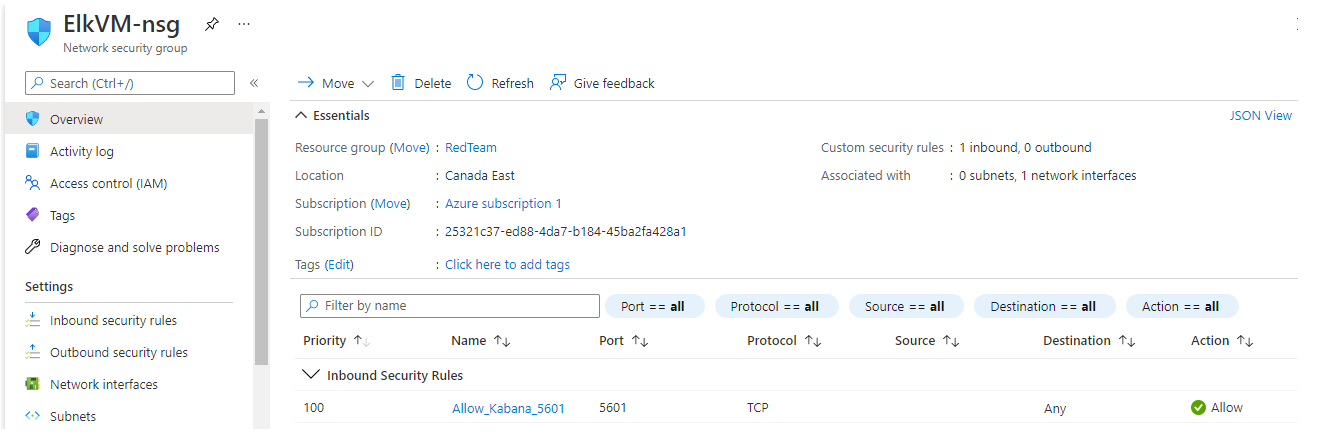 ElkVM-nsg
Network security group
Search (Ctrl+/)
Overview
Activity log
Access control (IAM)
Tags
Diagnose and solve problems
Settings
Inbound security rules
Outbound security rules
Network interfaces
Subnets
Move Delete Refresh Give feedback
Essentials JSON View
Resource group (Move) : RedTeam Custom security rules : 1 inbound, 0 outbound
Location : Canada East Associated with : 0 subnets, 1 network interfaces
Subscription (Move) : Azure subscription 1
Subscription ID : 25321c37-ed88-4da7-b184-45ba2fa428a1
Tags (Edit) : Click here to add tags
Filter by name Port == all Protocol == all Source == all Destination == all Action == all
Priority Name Port Protocol Source Destination Action
Inbound Security Rules
100 Allow_Kabana_5601 5601 TCP Any Allow